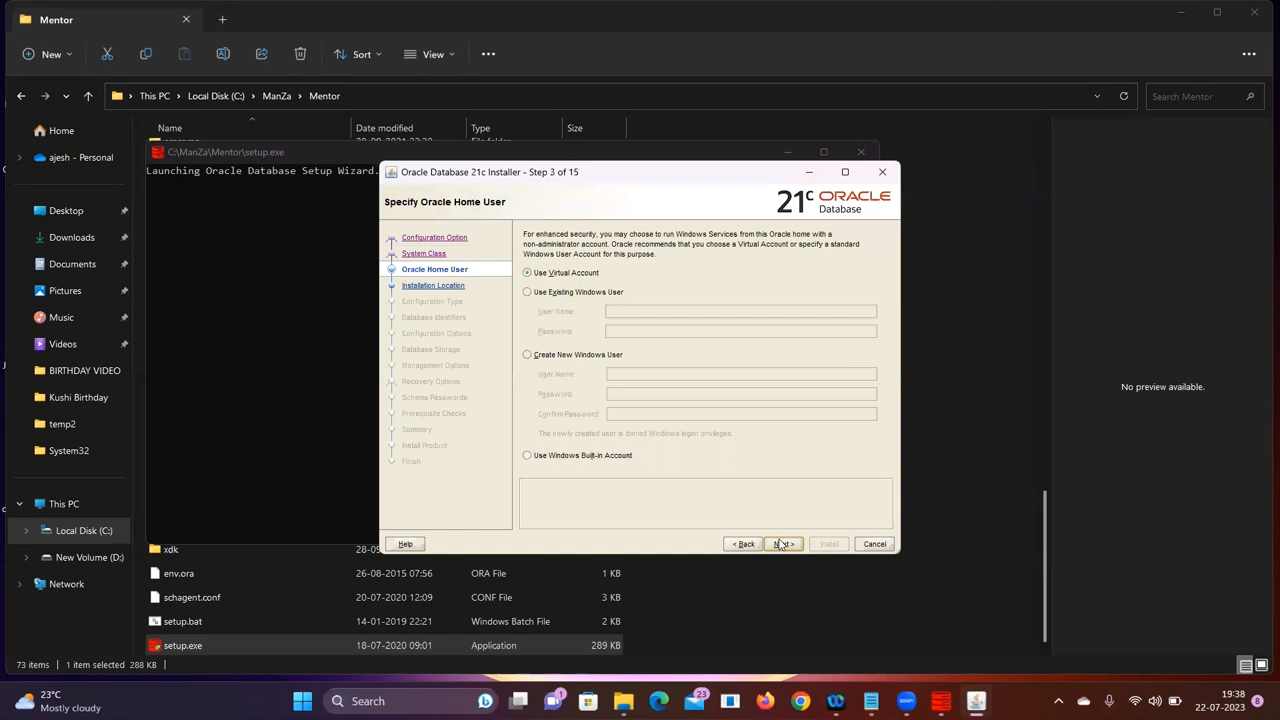 Mentor
New
Sort
View
This PC
Local Disk (C:)
ManZa
Mentor
Search Mentor
Home
ajesh - Personal
Desktop
Downloads
Documents
Pictures
Music
Videos
BIRTHDAY VIDEO
Kushi Birthday
temp2
System32
This PC
Local Disk (C:)
New Volume (D:)
Network
Name
Date modified
Type
Size
C:\ManZa\Mentor\setup.exe
Launching Oracle Database Setup Wizard.
Oracle Database 21c Installer - Step 3 of 15
Specify Oracle Home User
21c ORACLE
Database
Configuration Option
System Class
Oracle Home User
Installation Location
Configuration Type
Database Identifiers
Configuration Options
Database Storage
Management Options
Recovery Options
Schema Passwords
Prerequisite Checks
Summary
Install Product
Finish
For enhanced security, you may choose to run Windows Services from this Oracle home with a
non-administrator account. Oracle recommends that you choose a Virtual Account or specify a standard
Windows User Account for this purpose.
Use Virtual Account
Use Existing Windows User
User Name:
Password:
Create New Windows User
User Name:
Password:
Confirm Password:
The newly created user is denied Windows logon privileges.
Use Windows Built-in Account
Help
< Back
Next >
Install
Cancel
No preview available.
xdk
28-09
env.ora
26-08-2015 07:56
ORA File
1 KB
schagent.conf
20-07-2020 12:09
CONF File
3 KB
setup.bat
14-01-2019 22:21
Windows Batch File
2 KB
setup.exe
18-07-2020 09:01
Application
289 KB
73 items
1 item selected 288 KB
23°C
Mostly cloudy
Search
1
23
zoom
19:38
22-07-2023
8